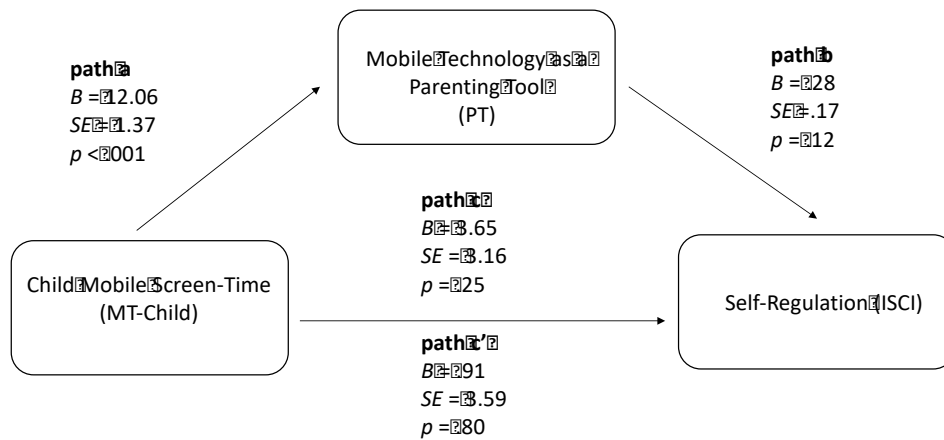 path a
B = 12.06
SE = 1.37
p < .001
Mobile Technology as a
Parenting Tool
(PT)
path b
B = .28
SE =.17
p = .12
path c
B = 3.65
SE = 3.16
p = .25
Child Mobile Screen-Time
(MT-Child)
Self-Regulation (ISCI)
path c’
B = .91
SE = 3.59
p = .80